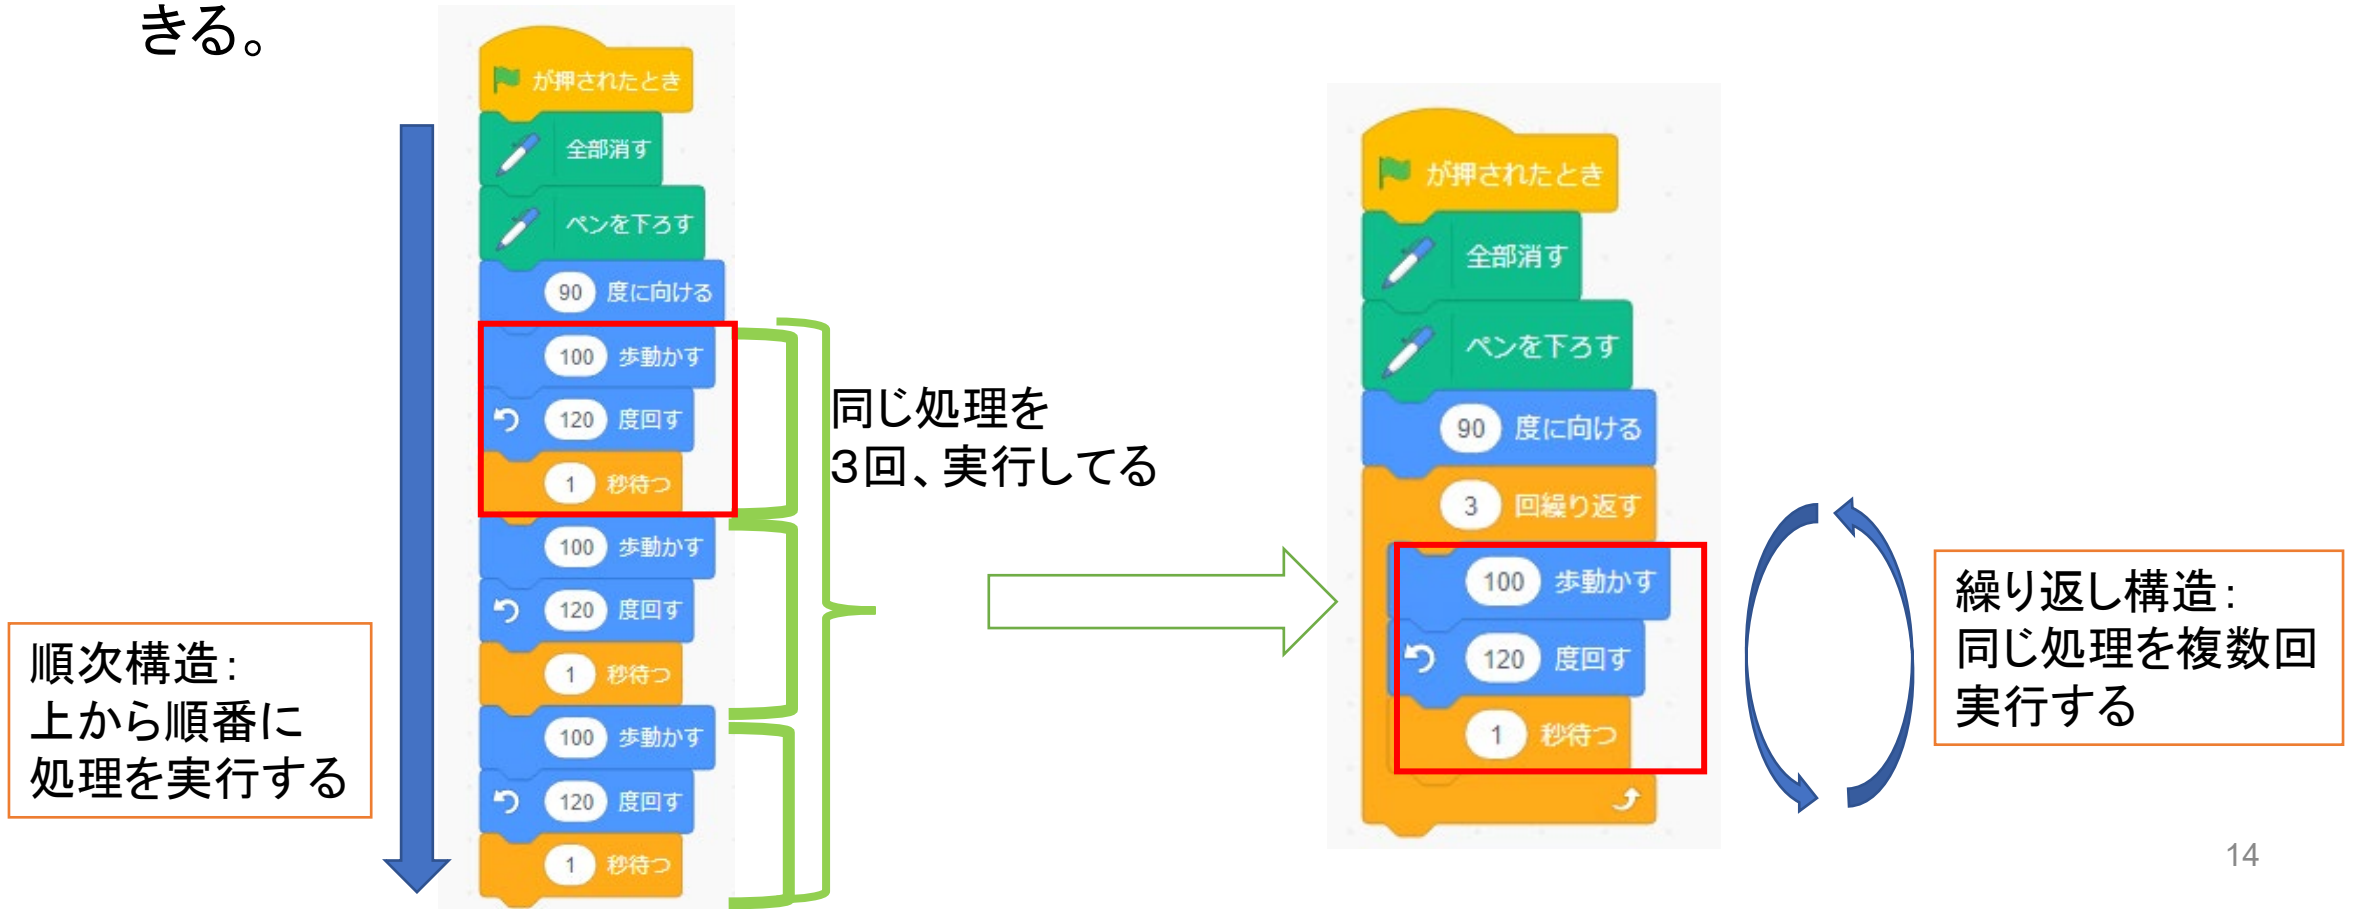 きる。
が押されたとき
全部消す
ペンを下ろす
90 度に向ける
100 歩動かす
120 度回す
1 秒待つ
100 歩動かす
120 度回す
1 秒待つ
100 歩動かす
120 度回す
1 秒待つ
順次構造：
上から順番に
処理を実行する
同じ処理を
３回、実行してる
が押されたとき
全部消す
ペンを下ろす
90 度に向ける
3 回繰り返す
100 歩動かす
120 度回す
1 秒待つ
繰り返し構造：
同じ処理を複数回
実行する
14